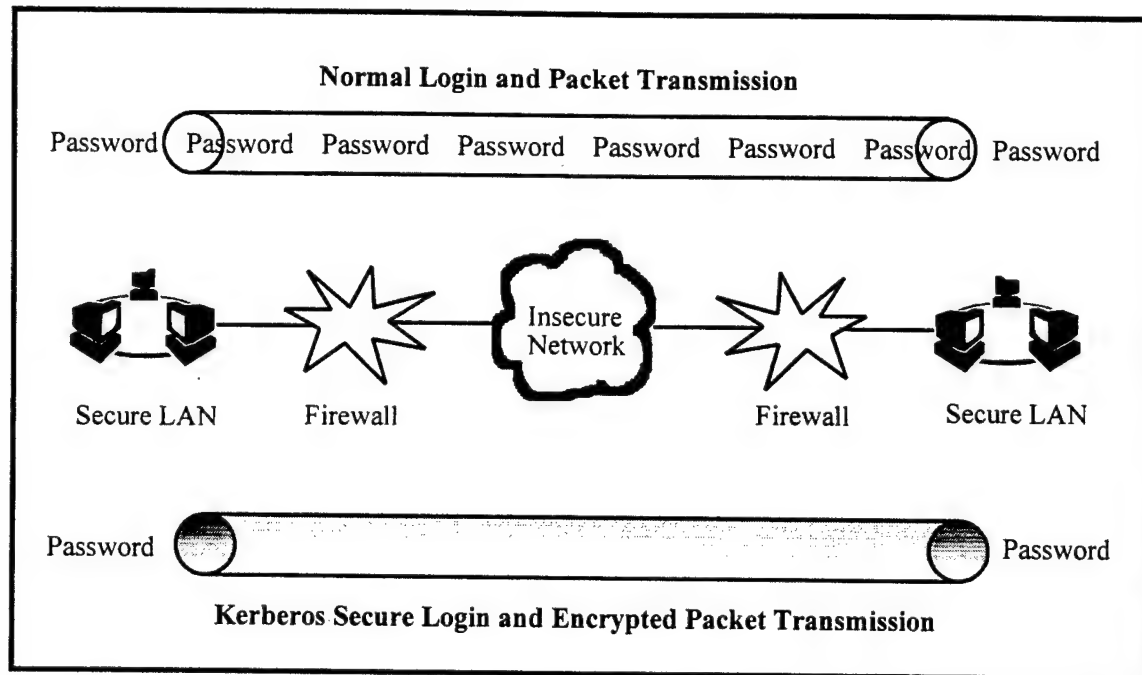 Normal Login and Packet Transmission
Password Password Password Password Password Password Password Password
Insecure
Network
Secure LAN Firewall Firewall Secure LAN
Password Password
Kerberos Secure Login and Encrypted Packet Transmission